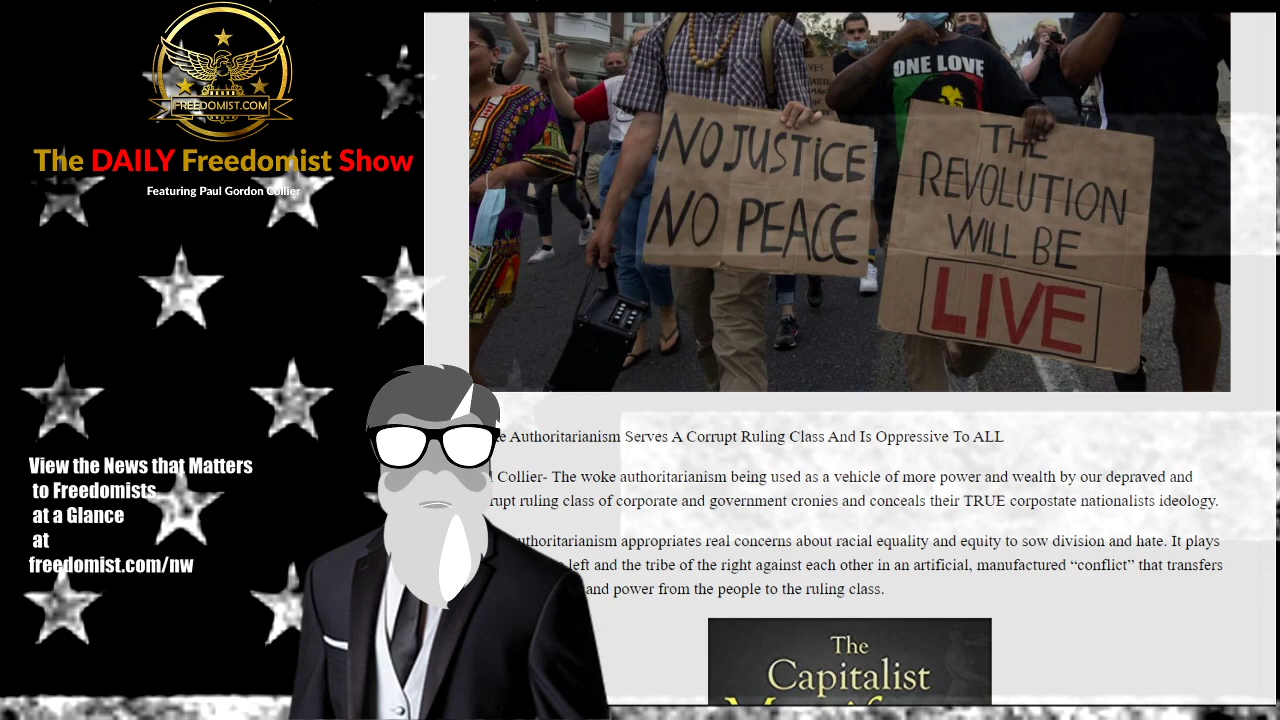 FREEDOMIST.COM
The DAILY Freedomist Show
Featuring Paul Gordon Collier
View the News that Matters
to Freedomists
at a Glance
at
freedomist.com/nw
ONE LOVE
NO JUSTICE
NO PEACE
THE
REVOLUTION
WILL BE
LIVE
Authoritarianism Serves A Corrupt Ruling Class And Is Oppressive To ALL
Collier- The woke authoritarianism being used as a vehicle of more power and wealth by our depraved and
ruling class of corporate and government cronies and conceals their TRUE corpostate nationalists ideology.
appropriates real concerns about racial equality and equity to sow division and hate. It plays
left and the tribe of the right against each other in an artificial, manufactured “conflict” that transfers
and power from the people to the ruling class.
The
Capitalist